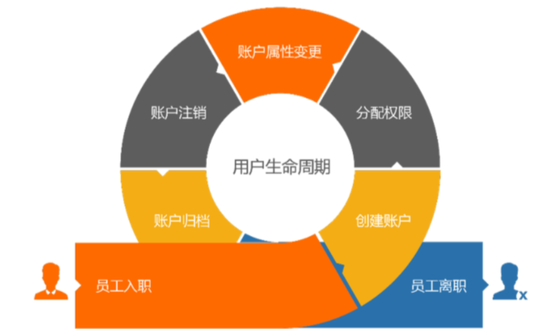 账户属性变更
账户注销
分配权限
用户生命周期
账户归档
创建账户
员工入职
员工离职
x